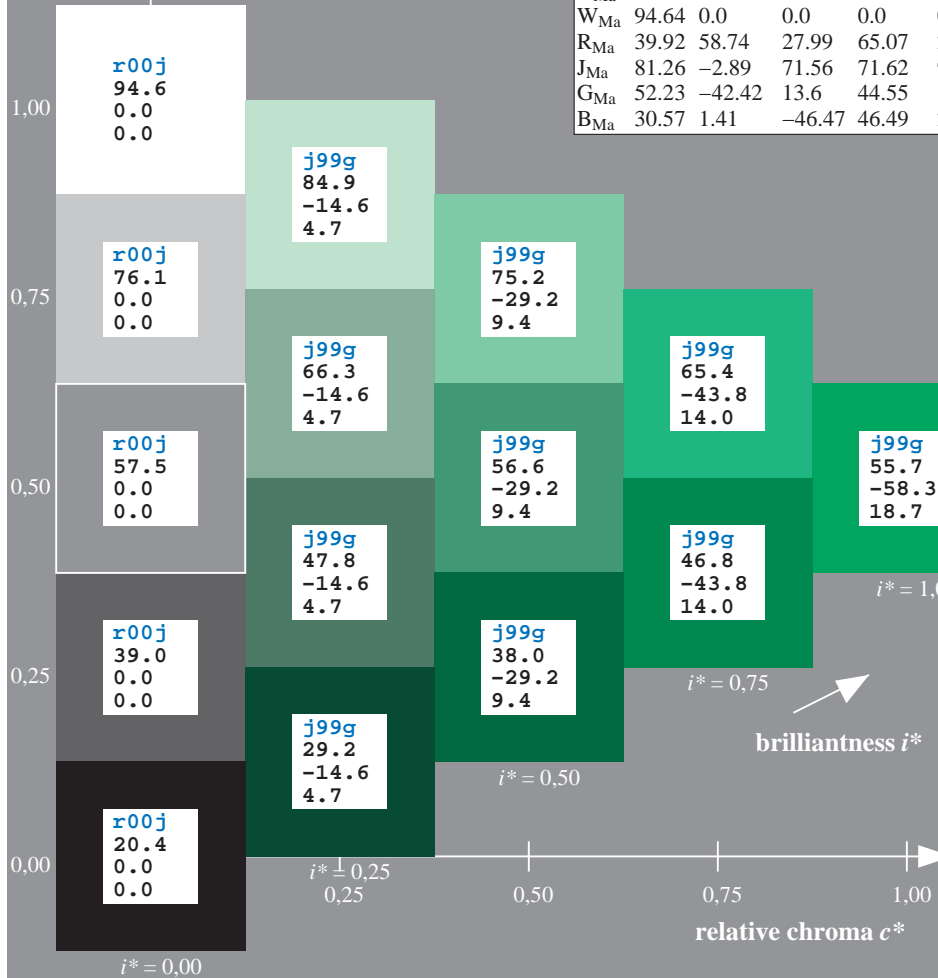 W_Ma 94.64 0.0 0.0 0.0
R_Ma 39.92 58.74 27.99 65.07
J_Ma 81.26 −2.89 71.56 71.62
G_Ma 52.23 −42.42 13.6 44.55
B_Ma 30.57 1.41 −46.47 46.49
1,00
0,75
0,50
0,25
0,00
r00j
94.6
0.0
0.0
r00j
76.1
0.0
0.0
r00j
57.5
0.0
0.0
r00j
39.0
0.0
0.0
r00j
20.4
0.0
0.0
i* = 0,00
j99g
84.9
-14.6
4.7
j99g
66.3
-14.6
4.7
j99g
47.8
-14.6
4.7
j99g
29.2
-14.6
4.7
i* = 0,25
j99g
75.2
-29.2
9.4
j99g
56.6
-29.2
9.4
j99g
38.0
-29.2
9.4
i* = 0,50
j99g
65.4
-43.8
14.0
j99g
46.8
-43.8
14.0
i* = 0,75
j99g
55.7
-58.3
18.7
i* = 1,0
brilliantness i*
0,25 0,50 0,75 1,00
relative chroma c*